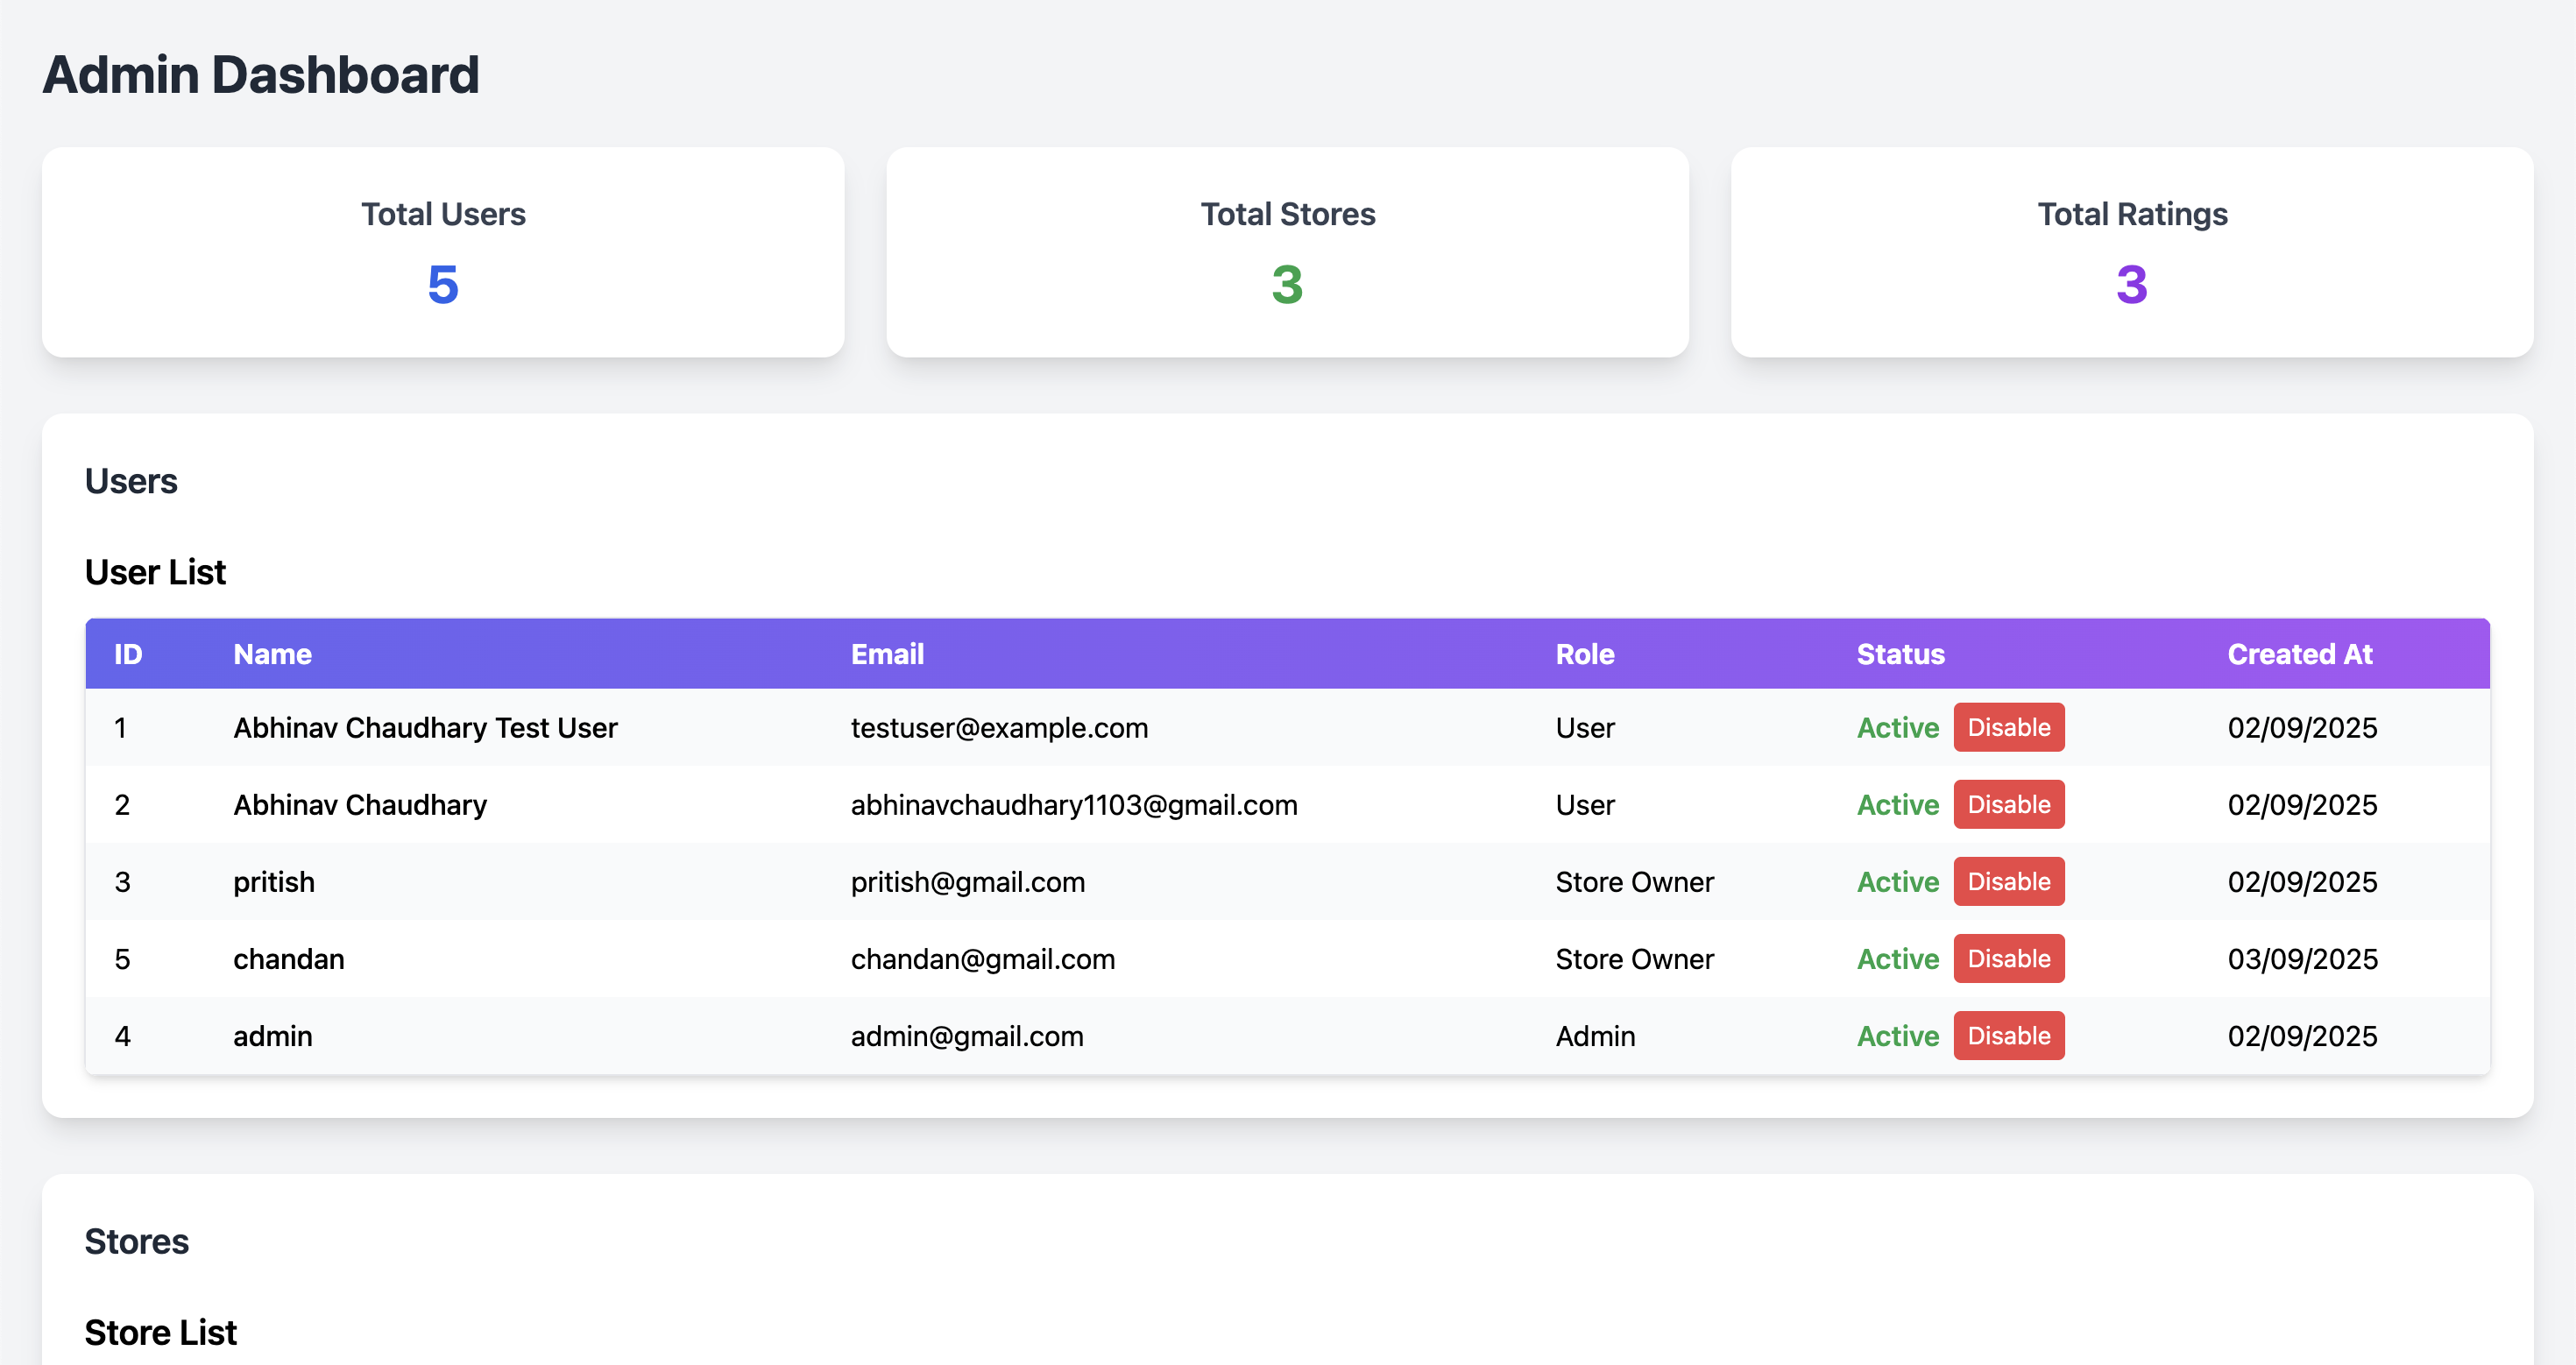 Admin Dashboard
Total Users
5
Total Stores
3
Total Ratings
3
Users
User List
ID Name Email Role Status Created At
1 Abhinav Chaudhary Test User testuser@example.com User Active Disable 02/09/2025
2 Abhinav Chaudhary abhinavchaudhary1103@gmail.com User Active Disable 02/09/2025
3 pritish pritish@gmail.com Store Owner Active Disable 02/09/2025
5 chandan chandan@gmail.com Store Owner Active Disable 03/09/2025
4 admin admin@gmail.com Admin Active Disable 02/09/2025
Stores
Store List